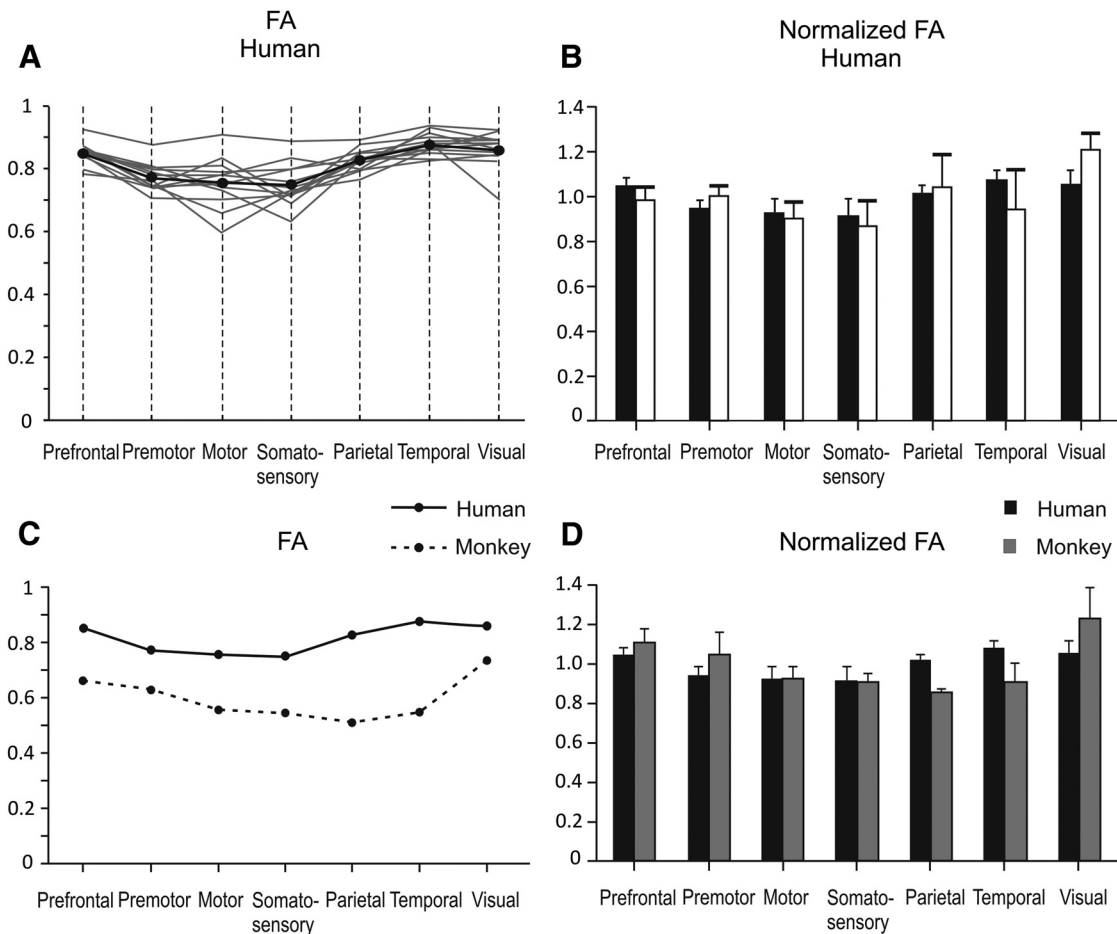 A
FA
Human
1
0.8
0.6
0.4
0.2
0
Prefrontal Premotor Motor Somato-sensory Parietal Temporal Visual
B
Normalized FA
Human
1.4
1.2
1.0
0.8
0.6
0.4
0.2
0
Prefrontal Premotor Motor Somato-sensory Parietal Temporal Visual
C
FA
Human
Monkey
1
0.8
0.6
0.4
0.2
0
Prefrontal Premotor Motor Somato-sensory Parietal Temporal Visual
D
Normalized FA
Human
Monkey
1.4
1.2
1.0
0.8
0.6
0.4
0.2
0
Prefrontal Premotor Motor Somato-sensory Parietal Temporal Visual